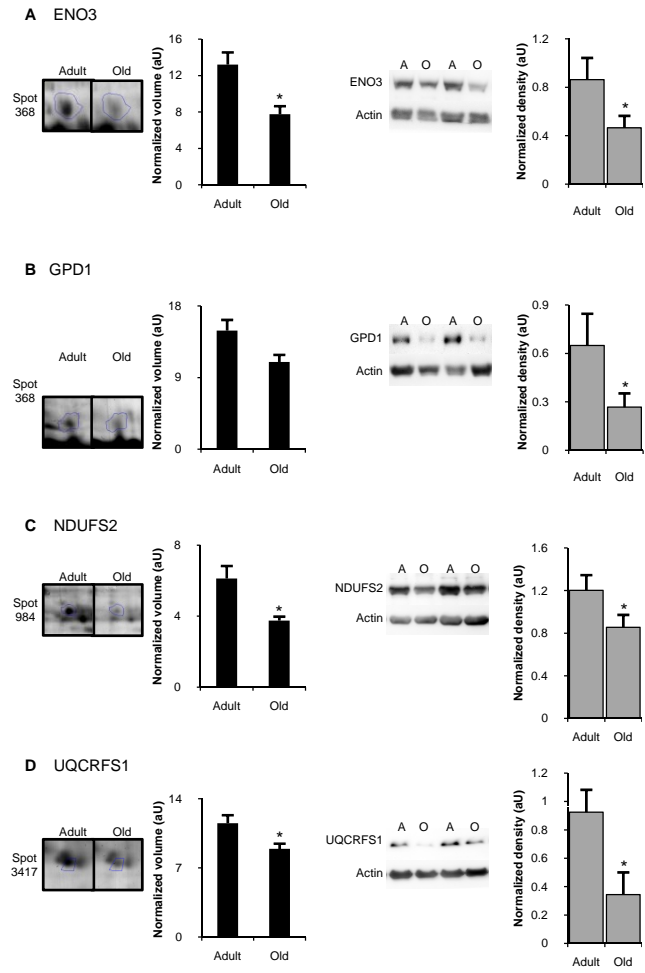 A ENO3
Adult Old
Spot 368
Normalized volume (aU)
16
12
8
4
0
*
Adult Old
A O A O
ENO3
Actin
Normalized density (aU)
1.2
0.8
0.4
0
*
Adult Old
B GPD1
Adult Old
Spot 368
Normalized volume (aU)
18
9
0
Adult Old
A O A O
GPD1
Actin
Normalized density (aU)
0.9
0.6
0.3
0
*
Adult Old
C NDUFS2
Adult Old
Spot 984
Normalized volume (aU)
8
4
0
*
Adult Old
A O A O
NDUFS2
Actin
Normalized density (aU)
1.6
1.2
0.8
0.4
0
*
Adult Old
D UQCRFS1
Adult Old
Spot 3417
Normalized volume (aU)
14
7
0
*
Adult Old
A O A O
UQCRFS1
Actin
Normalized density (aU)
1.2
1
0.8
0.6
0.4
0.2
0
*
Adult Old